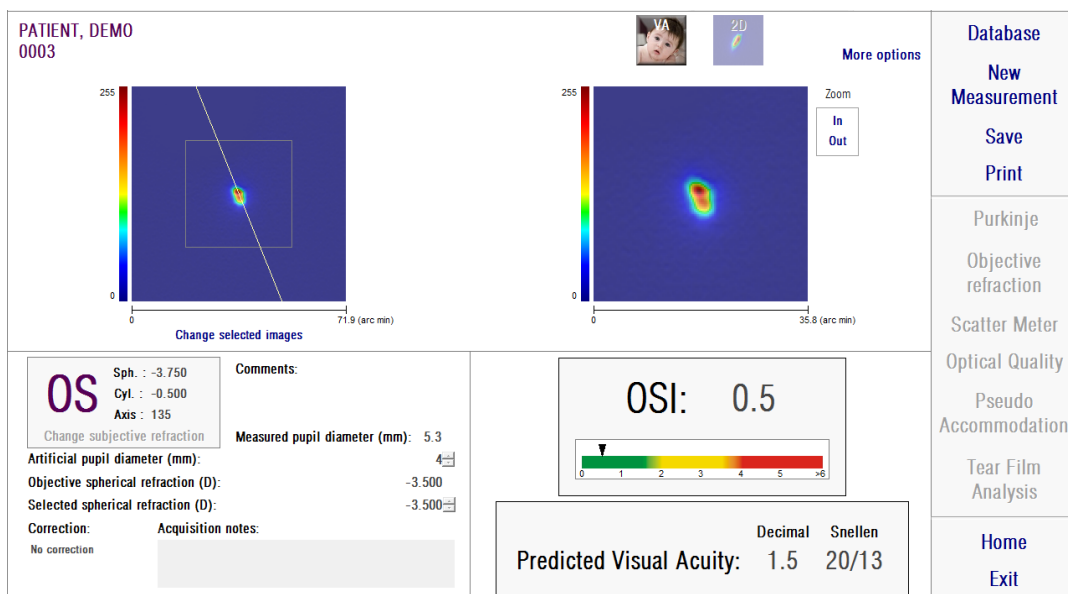 PATIENT, DEMO
0003
VA
2D
More options
255
0
0
71.9 (arc min)
Change selected images
255
0
0
35.8 (arc min)
Zoom
In
Out
OS
Sph. : -3.750
Cyl. : -0.500
Axis : 135
Change subjective refraction
Comments:
Measured pupil diameter (mm): 5.3
Artificial pupil diameter (mm): 4
Objective spherical refraction (D): -3.500
Selected spherical refraction (D): -3.500
Correction:
No correction
Acquisition notes:
OSI: 0.5
0 1 2 3 4 5 >6
Decimal Snellen
Predicted Visual Acuity: 1.5 20/13
Database
New
Measurement
Save
Print
Purkinje
Objective
refraction
Scatter Meter
Optical Quality
Pseudo
Accommodation
Tear Film
Analysis
Home
Exit